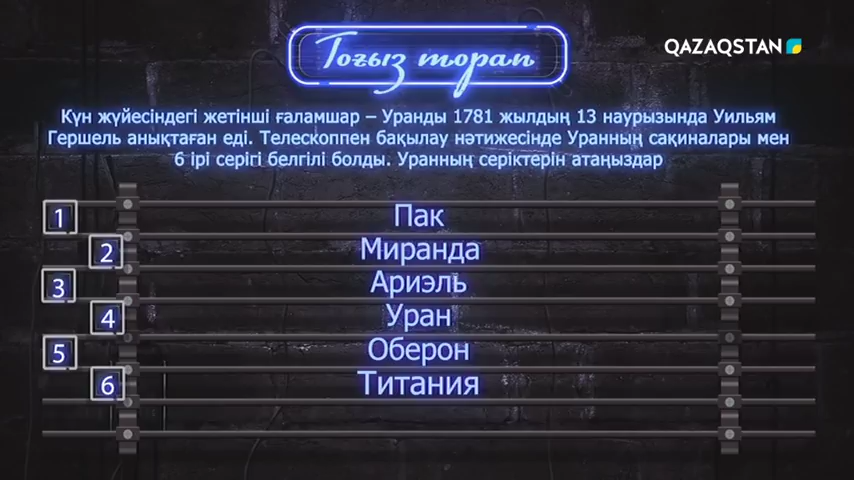 Тоғыз торап
QAZAQSTAN
Күн жүйесіндегі жетінші ғаламшар – Уранды 1781 жылдың 13 наурызында Уильям
Гершель анықтаған еді. Телескоппен бақылау нәтижесінде Уранның сақиналары мен
6 ірі серігі белгілі болды. Уранның серіктерін атаңыздар
1 Пак
2 Миранда
3 Ариэль
4 Уран
5 Оберон
6 Титания